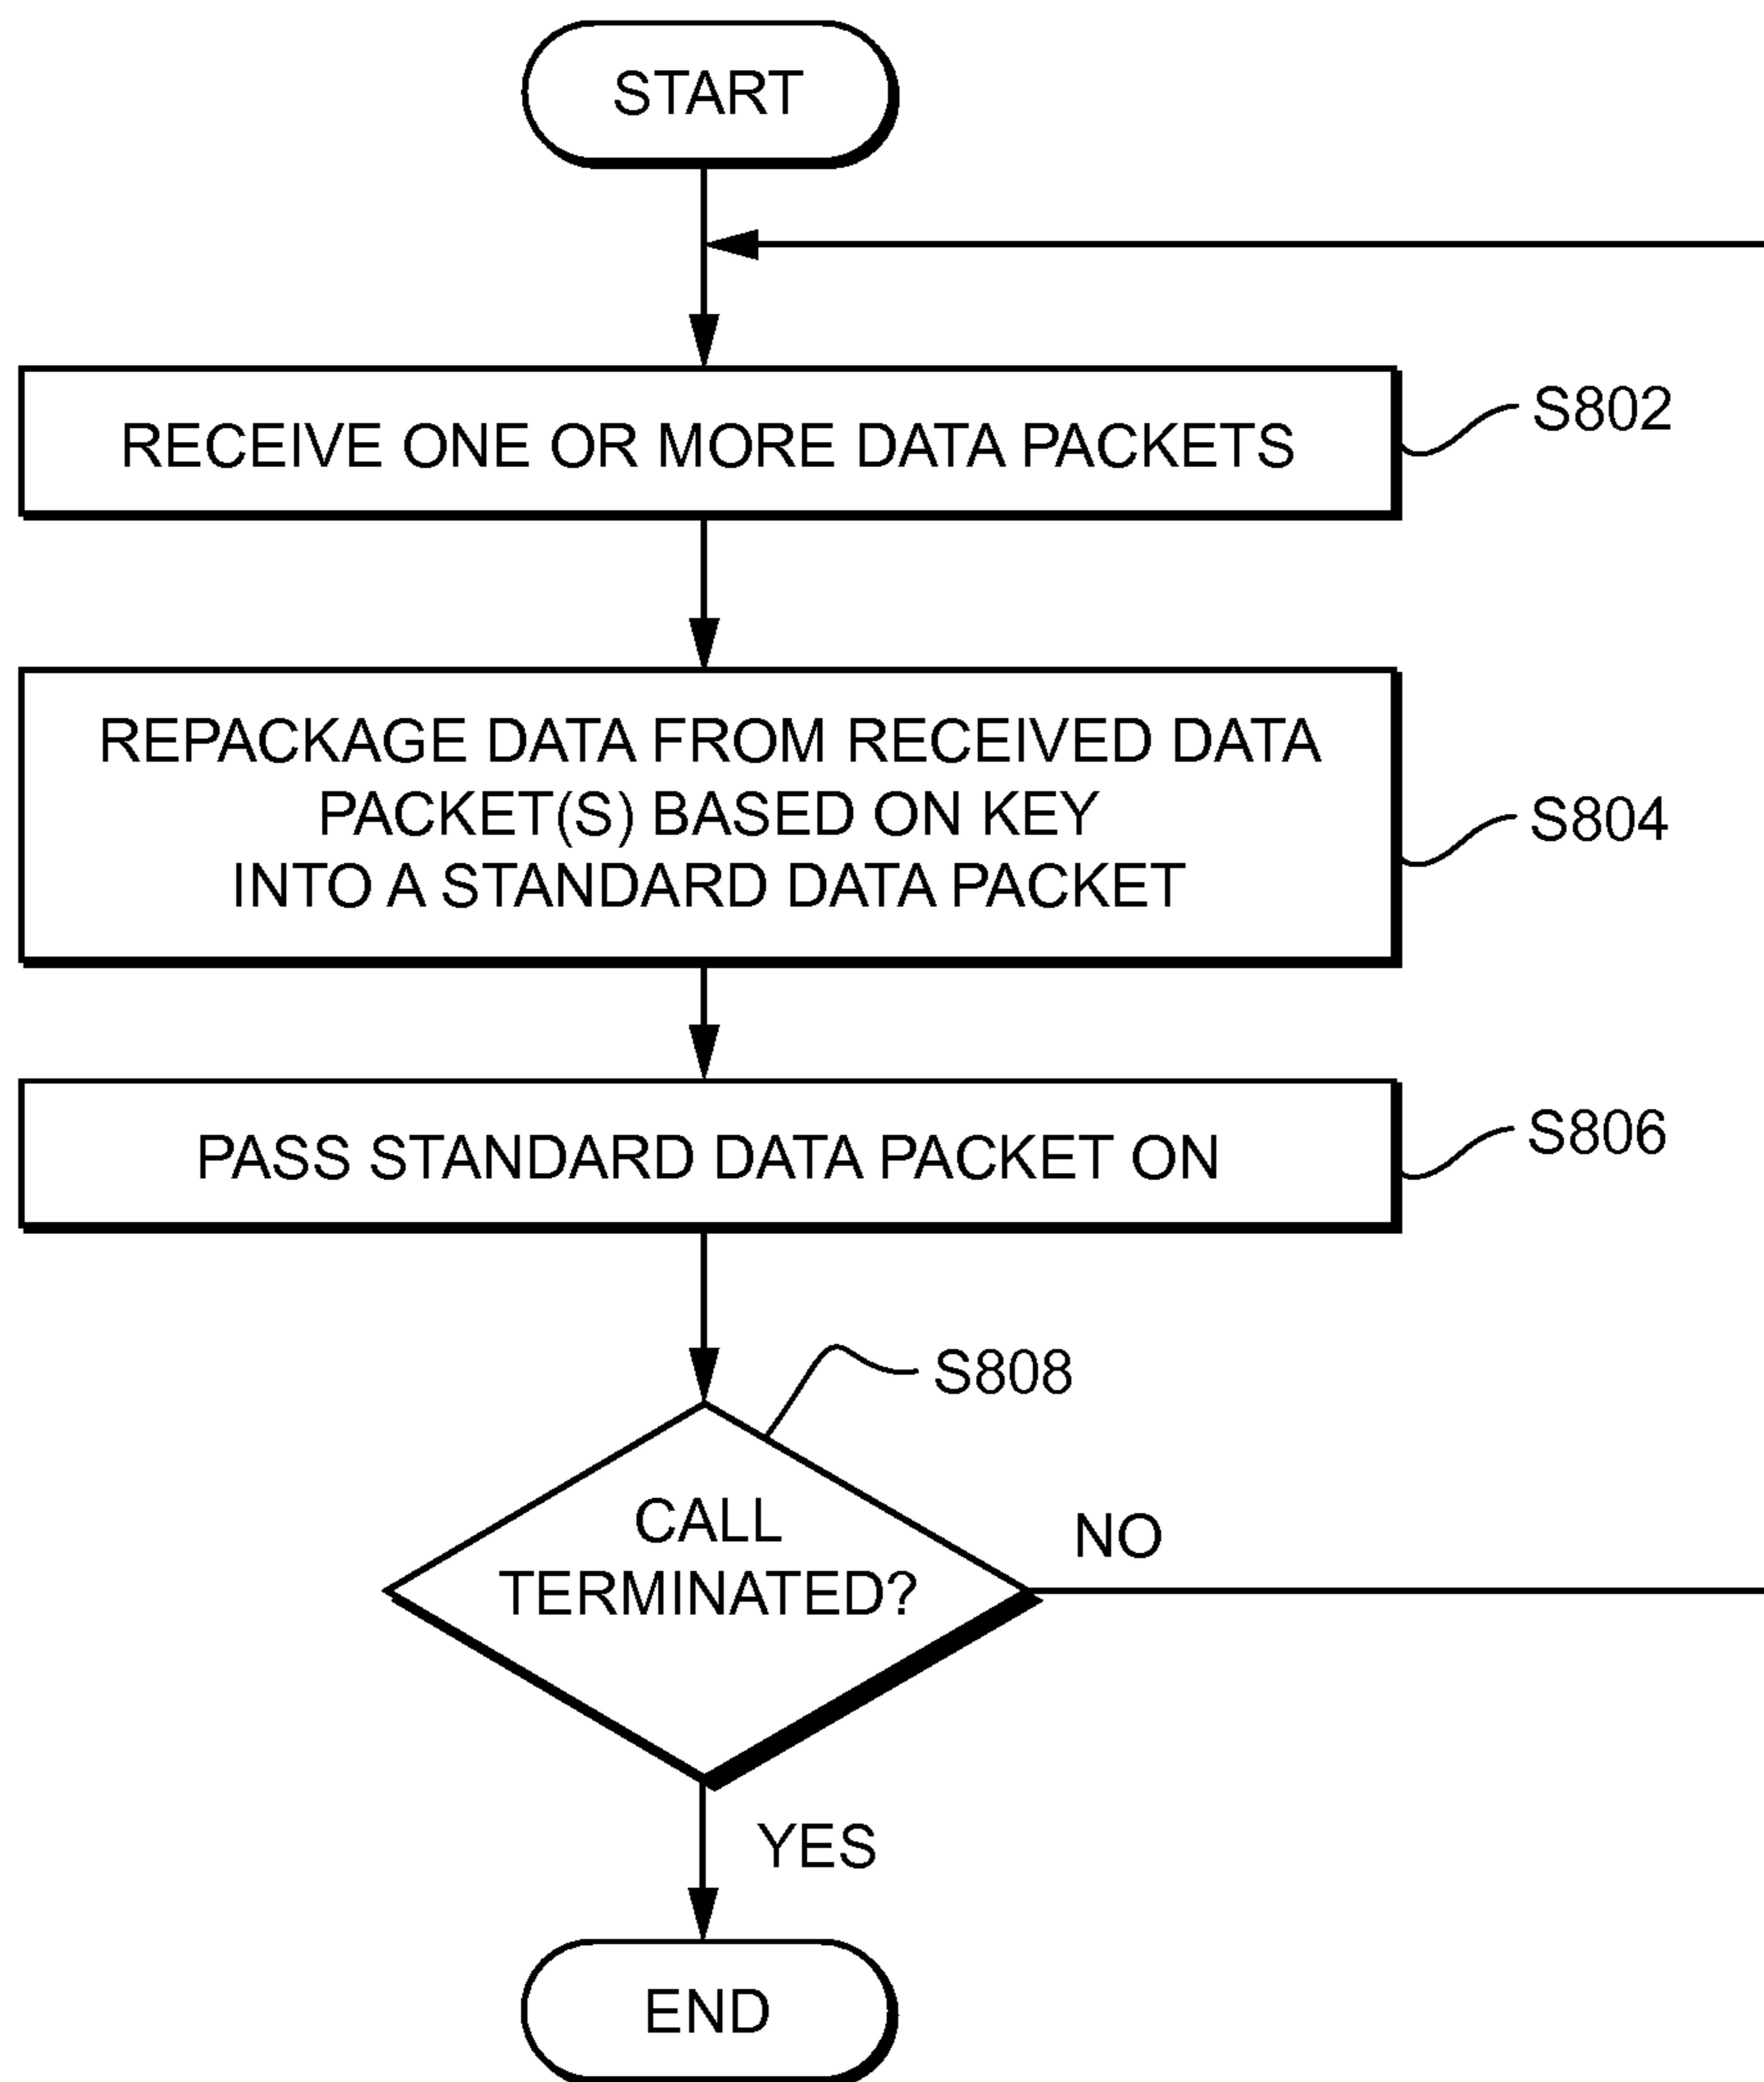 START
RECEIVE ONE OR MORE DATA PACKETS
S802
REPACKAGE DATA FROM RECEIVED DATA
PACKET(S) BASED ON KEY
INTO A STANDARD DATA PACKET
S804
PASS STANDARD DATA PACKET ON
S806
S808
CALL
TERMINATED?
NO
YES
END